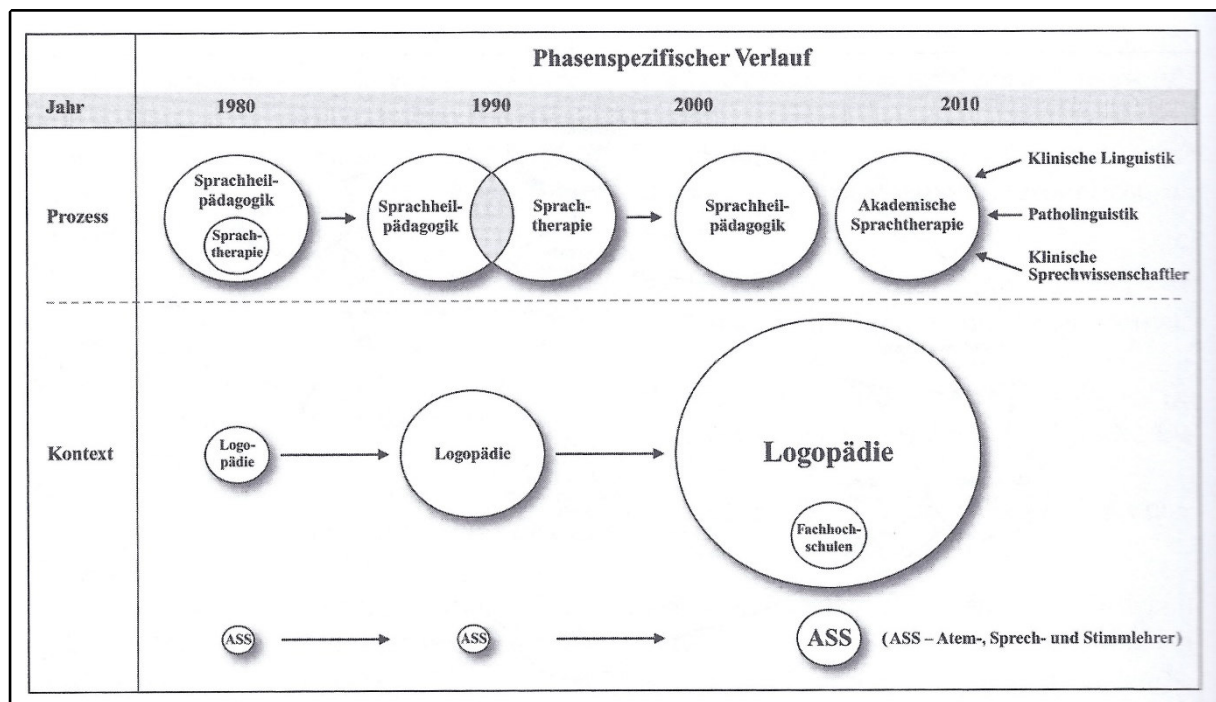 Phasenspezifischer Verlauf
Jahr 1980 1990 2000 2010
Prozess
Sprachheil-
pädagogik
Sprach-
therapie
Sprachheil-
pädagogik
Sprach-
therapie
Sprachheil-
pädagogik
Akademische
Sprachtherapie
Klinische Linguistik
Patholinguistik
Klinische
Sprechwissenschaftler
Kontext
Logo-
pädie
Logopädie
Logopädie
Fachhoch-
schulen
ASS
ASS
ASS
(ASS – Atem-, Sprech- und Stimmlehrer)